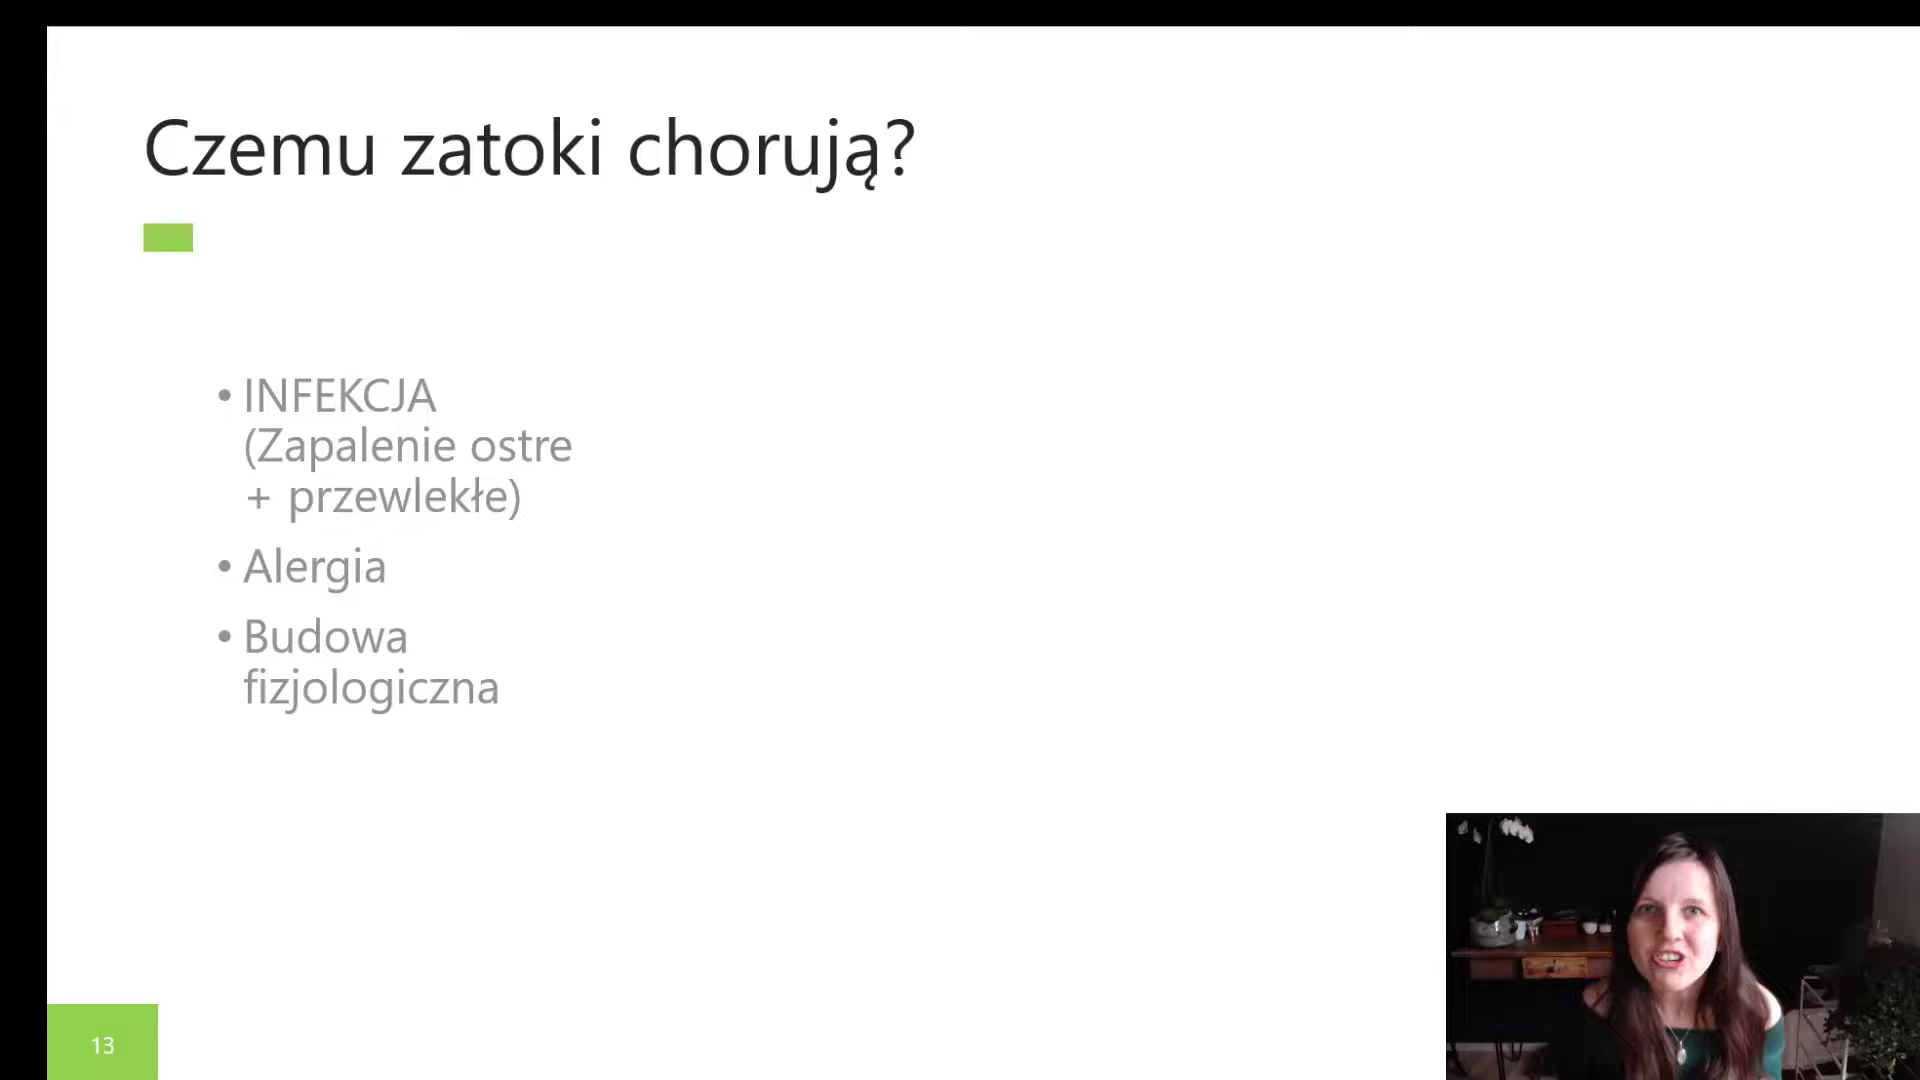 Czemu zatoki chorują?
• INFEKCJA
(Zapalenie ostre
+ przewlekłe)
• Alergia
• Budowa
fizjologiczna
13